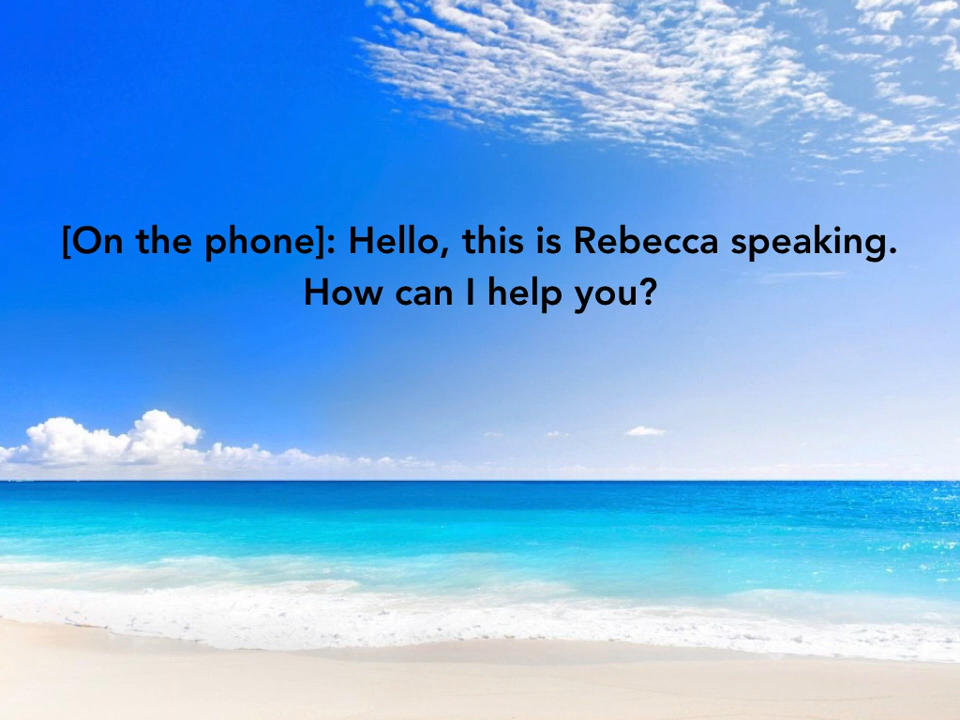 [On the phone]: Hello, this is Rebecca speaking.
How can I help you?